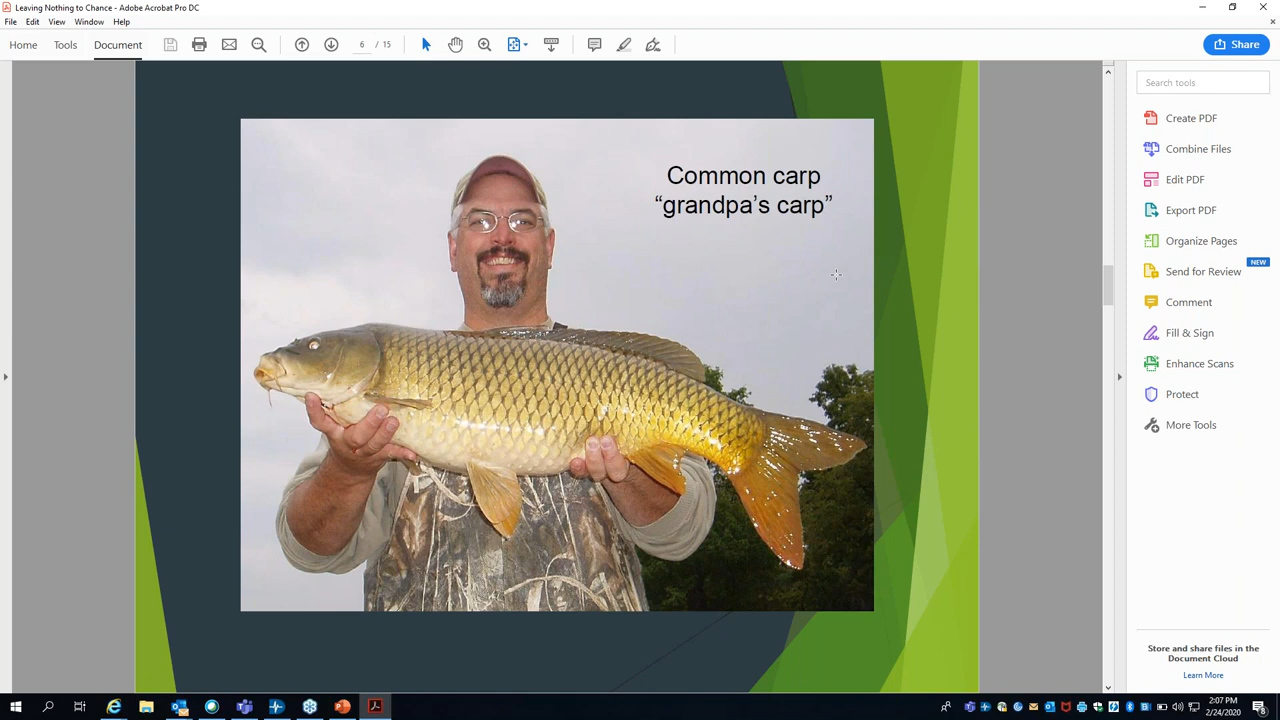 Leaving Nothing to Chance - Adobe Acrobat Pro DC
File Edit View Window Help
Home Tools Document 6 / 15 Share
Common carp
“grandpa’s carp”
Search tools
Create PDF
Combine Files
Edit PDF
Export PDF
Organize Pages
NEW
Send for Review
Comment
Fill & Sign
Enhance Scans
Protect
More Tools
Store and share files in the
Document Cloud
Learn More
2:07 PM
2/24/2020